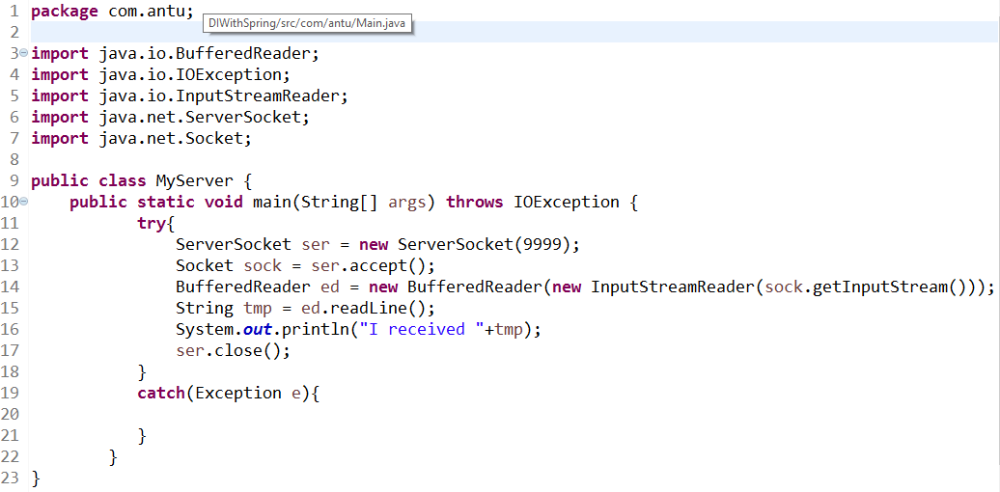 1 package com.antu;
DIWithSpring/src/com/antu/Main.java
2
3 import java.io.BufferedReader;
4 import java.io.IOException;
5 import java.io.InputStreamReader;
6 import java.net.ServerSocket;
7 import java.net.Socket;
8
9 public class MyServer {
10     public static void main(String[] args) throws IOException {
11            try{
12                ServerSocket ser = new ServerSocket(9999);
13                Socket sock = ser.accept();
14                BufferedReader ed = new BufferedReader(new InputStreamReader(sock.getInputStream()));
15                String tmp = ed.readLine();
16                System.out.println("I received "+tmp);
17                ser.close();
18            }
19            catch(Exception e){
20
21            }
22         }
23 }